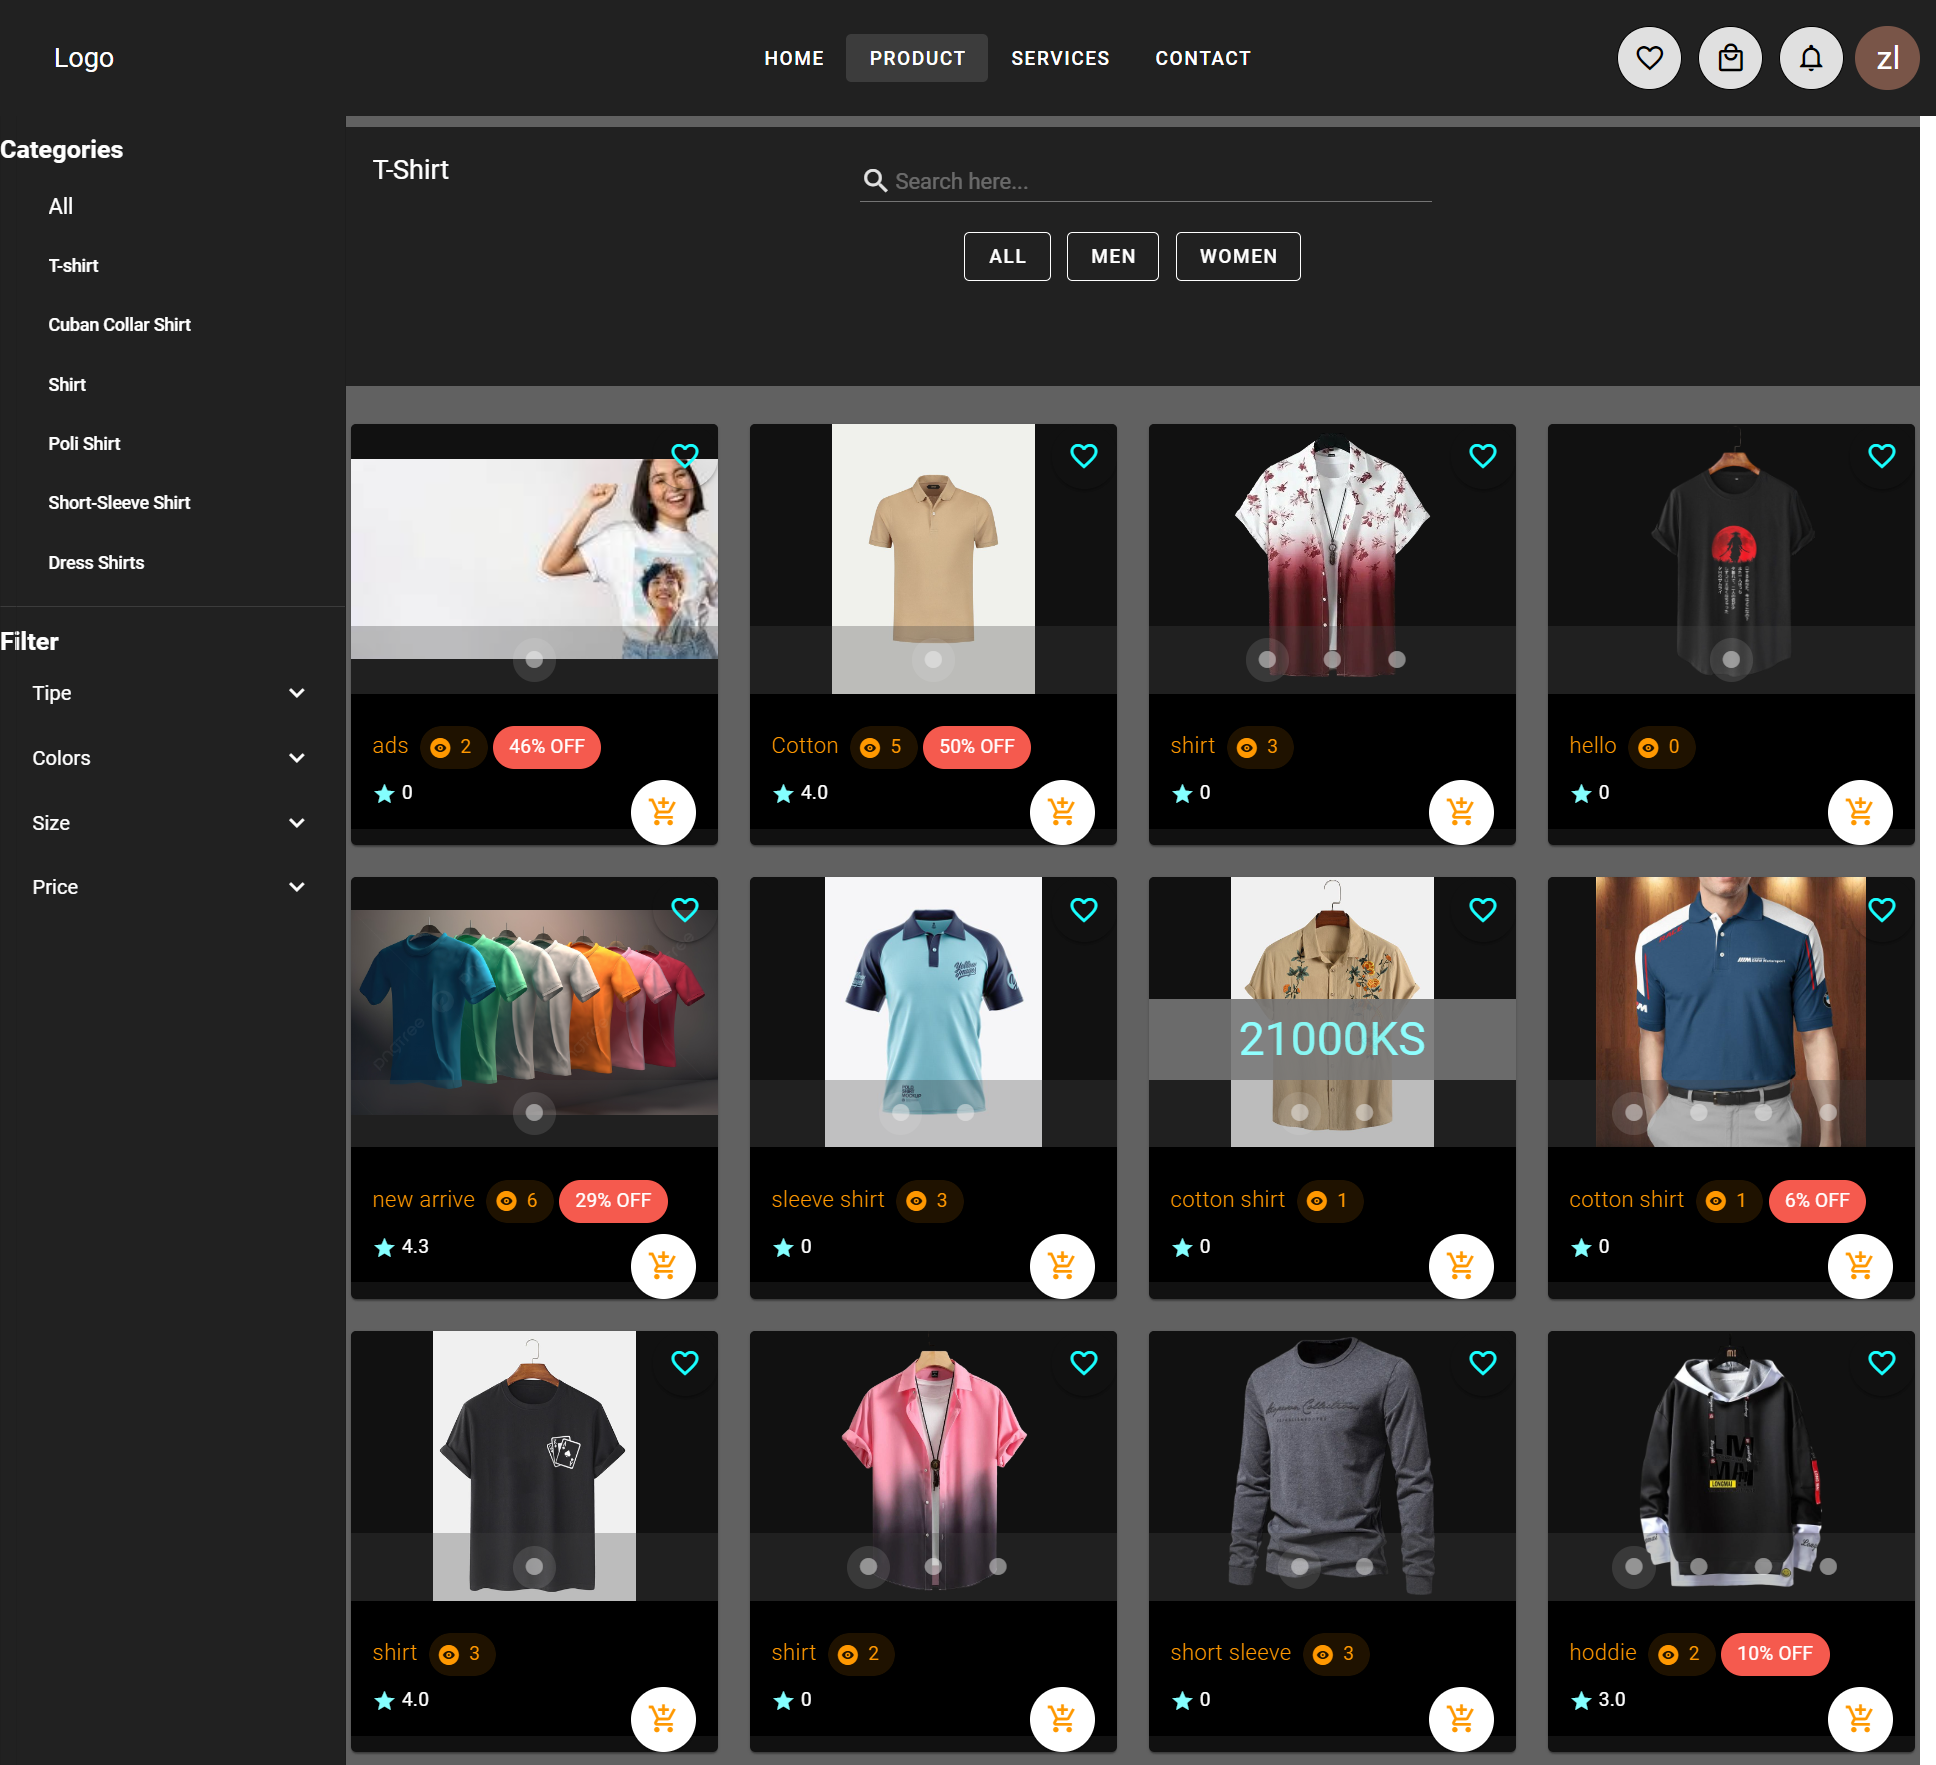 Logo
HOME PRODUCT SERVICES CONTACT
zl
Categories
All
T-shirt
Cuban Collar Shirt
Shirt
Poli Shirt
Short-Sleeve Shirt
Dress Shirts
Filter
Tipe
Colors
Size
Price
T-Shirt
Search here...
ALL MEN WOMEN
ads 2 46% OFF
0
Cotton 5 50% OFF
4.0
shirt 3
0
hello 0
0
pngtree
new arrive 6 29% OFF
4.3
Yellow Images
sleeve shirt 3
0
21000KS
cotton shirt 1
0
cotton shirt 1 6% OFF
0
shirt 3
4.0
shirt 2
0
short sleeve 3
0
LONGMAI
hoddie 2 10% OFF
3.0